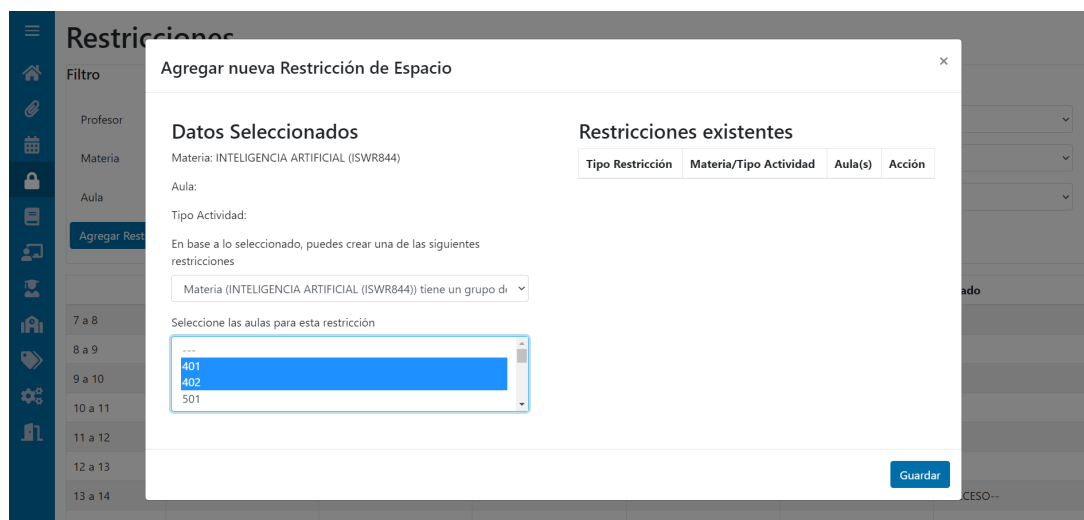 Restricciones
Agregar nueva Restricción de Espacio
×
Filtro
Profesor
Materia
Aula
Agregar Rest
Datos Seleccionados
Materia: INTELIGENCIA ARTIFICIAL (ISWR844)
Aula:
Tipo Actividad:
En base a lo seleccionado, puedes crear una de las siguientes
restricciones
Materia (INTELIGENCIA ARTIFICIAL (ISWR844)) tiene un grupo de
Seleccione las aulas para esta restricción
---
401
402
501
Restricciones existentes
Tipo Restricción Materia/Tipo Actividad Aula(s) Acción
Guardar
ado
7 a 8
8 a 9
9 a 10
10 a 11
11 a 12
12 a 13
13 a 14
CESO--